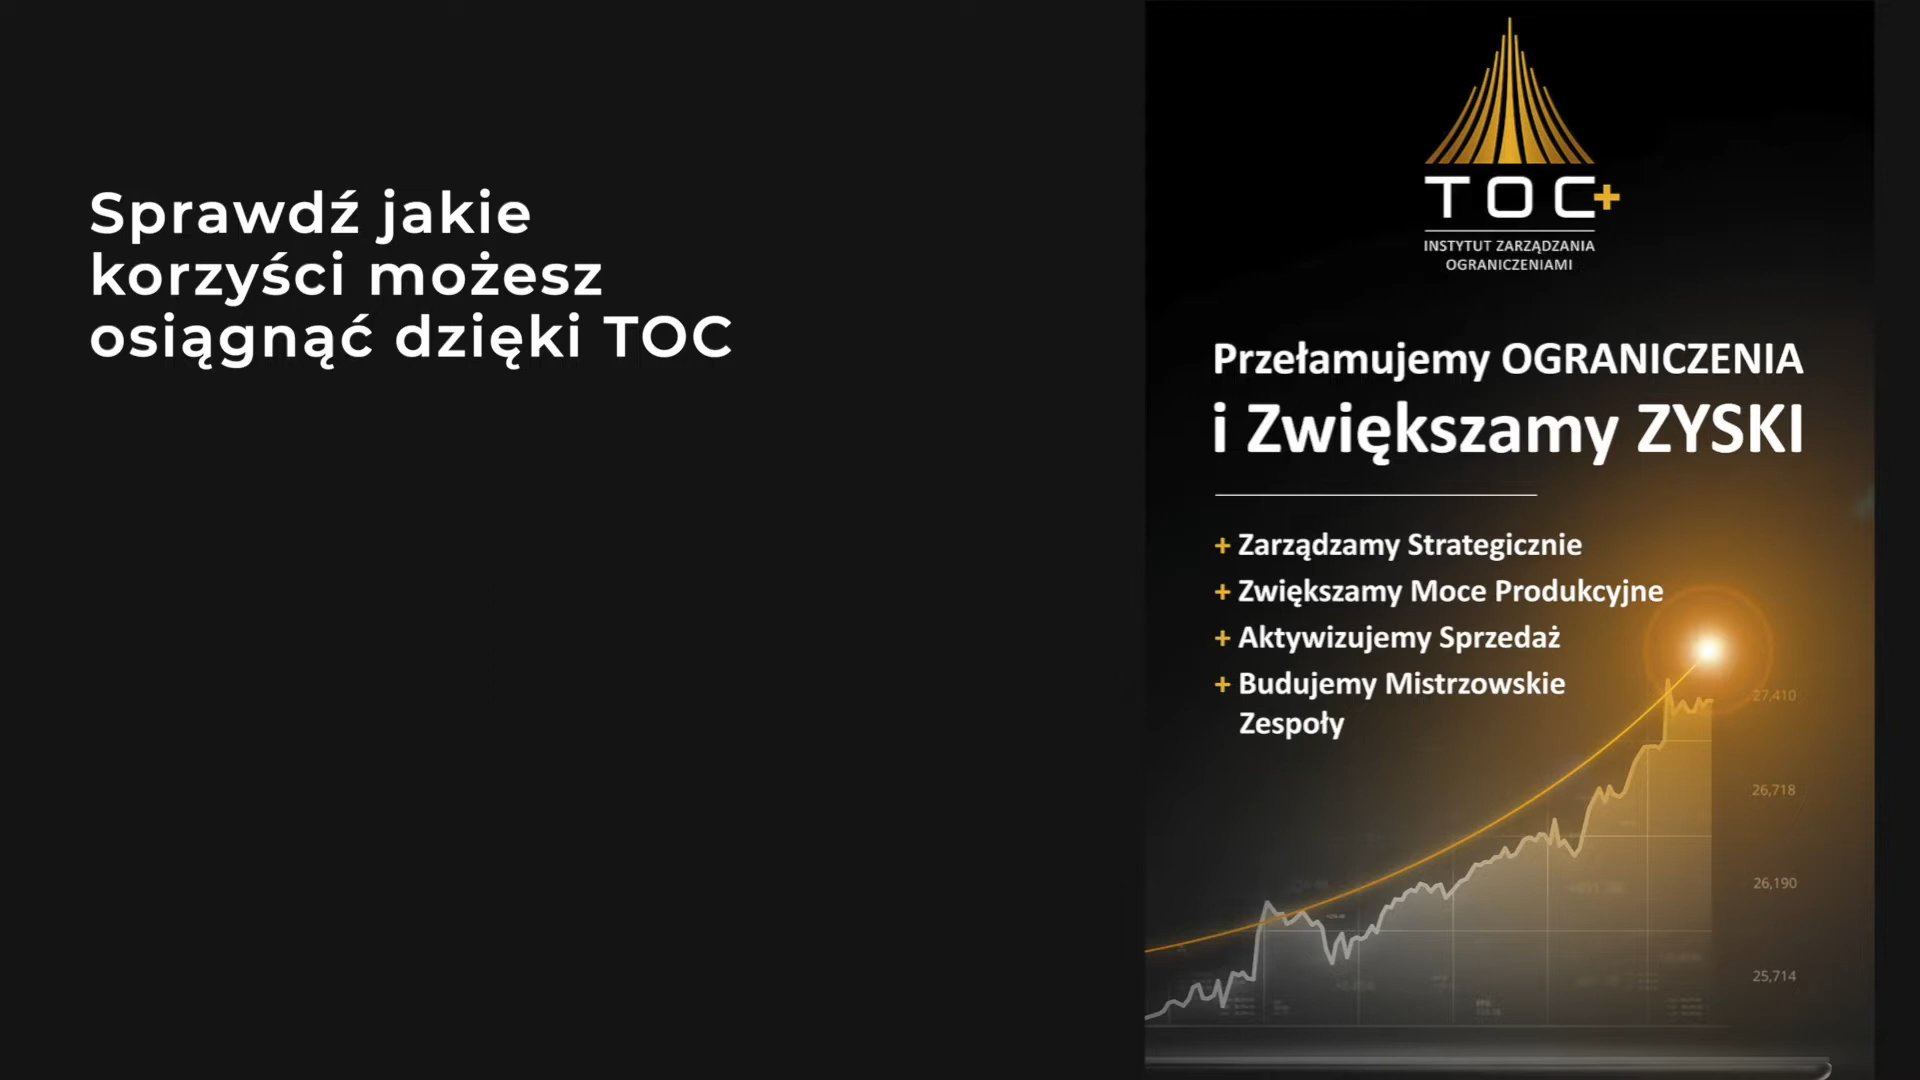 Sprawdź jakie
korzyści możesz
osiągnąć dzięki TOC
TOC+
INSTYTUT ZARZĄDZANIA
OGRANICZENIAMI
Przełamujemy OGRANICZENIA
i Zwiększamy ZYSKI
+ Zarządzamy Strategicznie
+ Zwiększamy Moce Produkcyjne
+ Aktywizujemy Sprzedaż
+ Budujemy Mistrzowskie
Zespoły
27,410
26,718
26,190
25,714